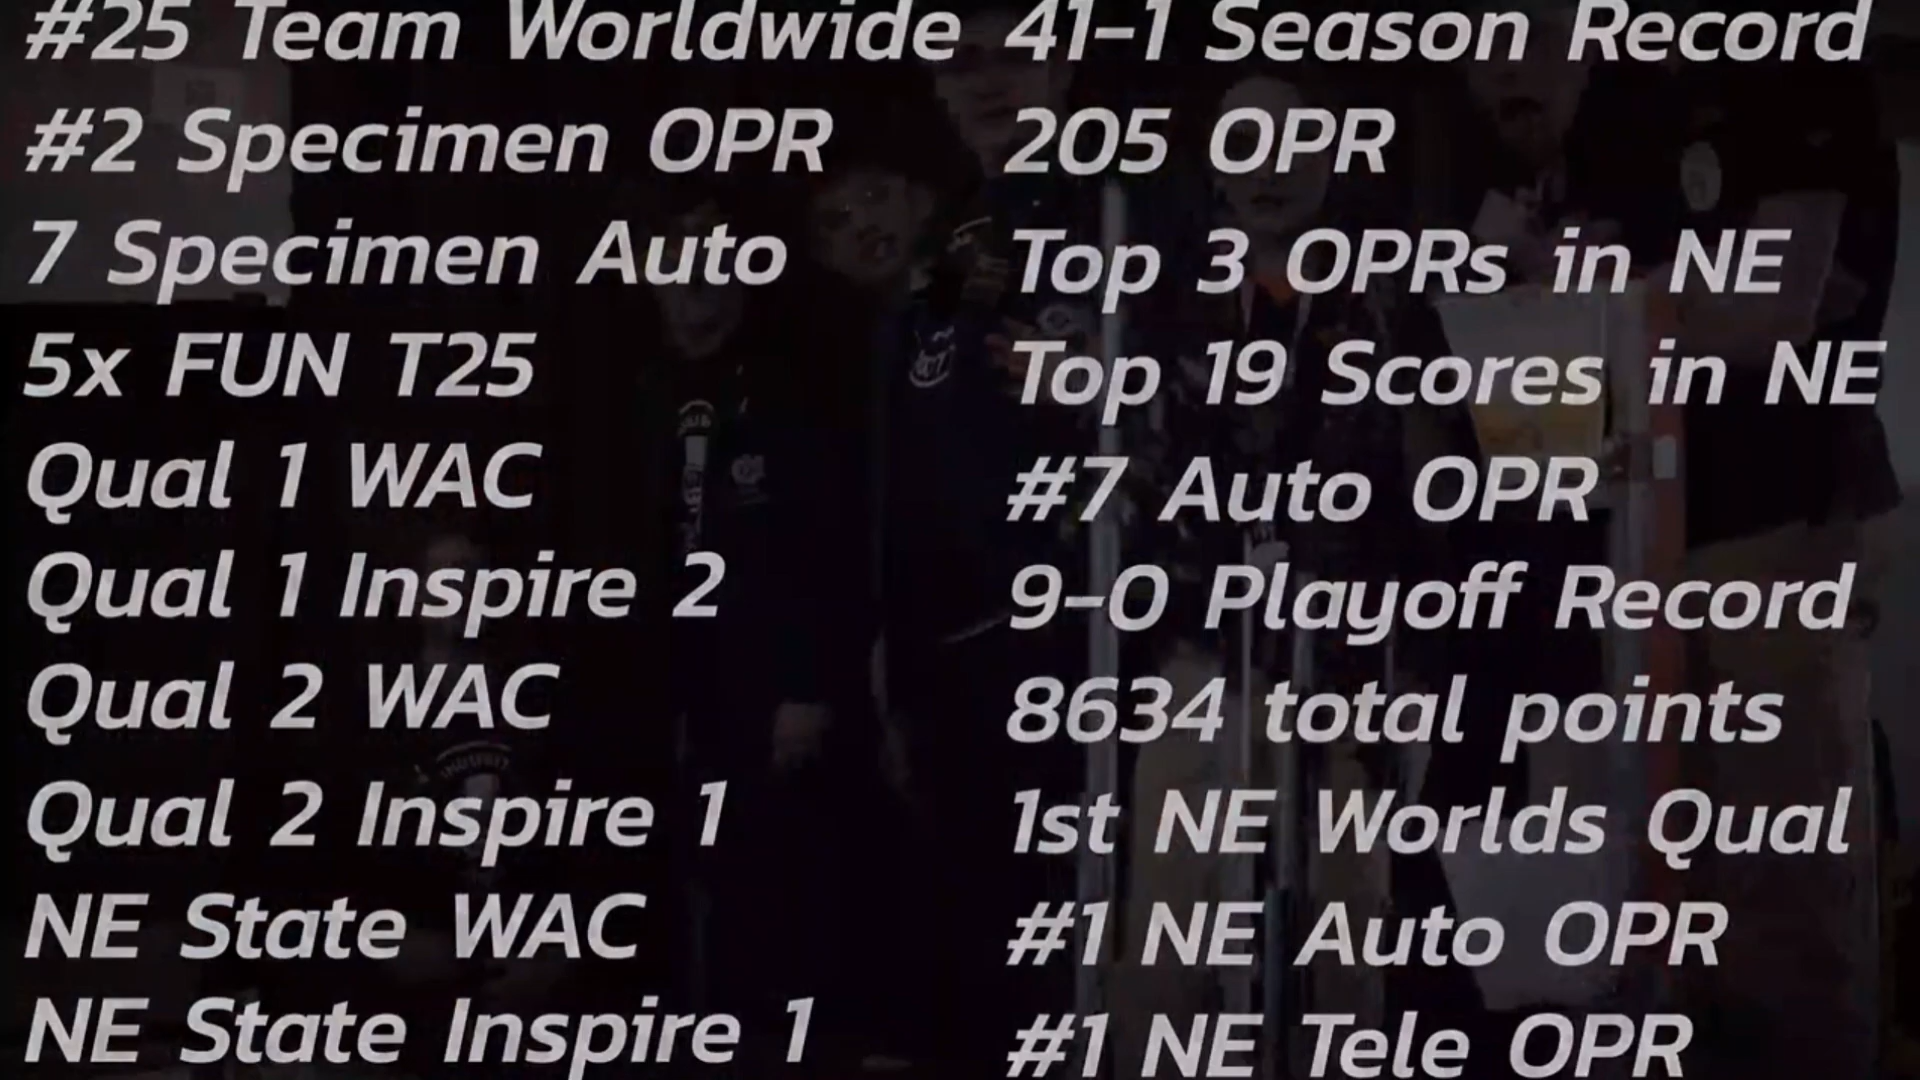 #25 Team Worldwide
#2 Specimen OPR
7 Specimen Auto
5x FUN T25
Qual 1 WAC
Qual 1 Inspire 2
Qual 2 WAC
Qual 2 Inspire 1
NE State WAC
NE State Inspire 1
41-1 Season Record
205 OPR
Top 3 OPRs in NE
Top 19 Scores in NE
#7 Auto OPR
9-0 Playoff Record
8634 total points
1st NE Worlds Qual
#1 NE Auto OPR
#1 NE Tele OPR